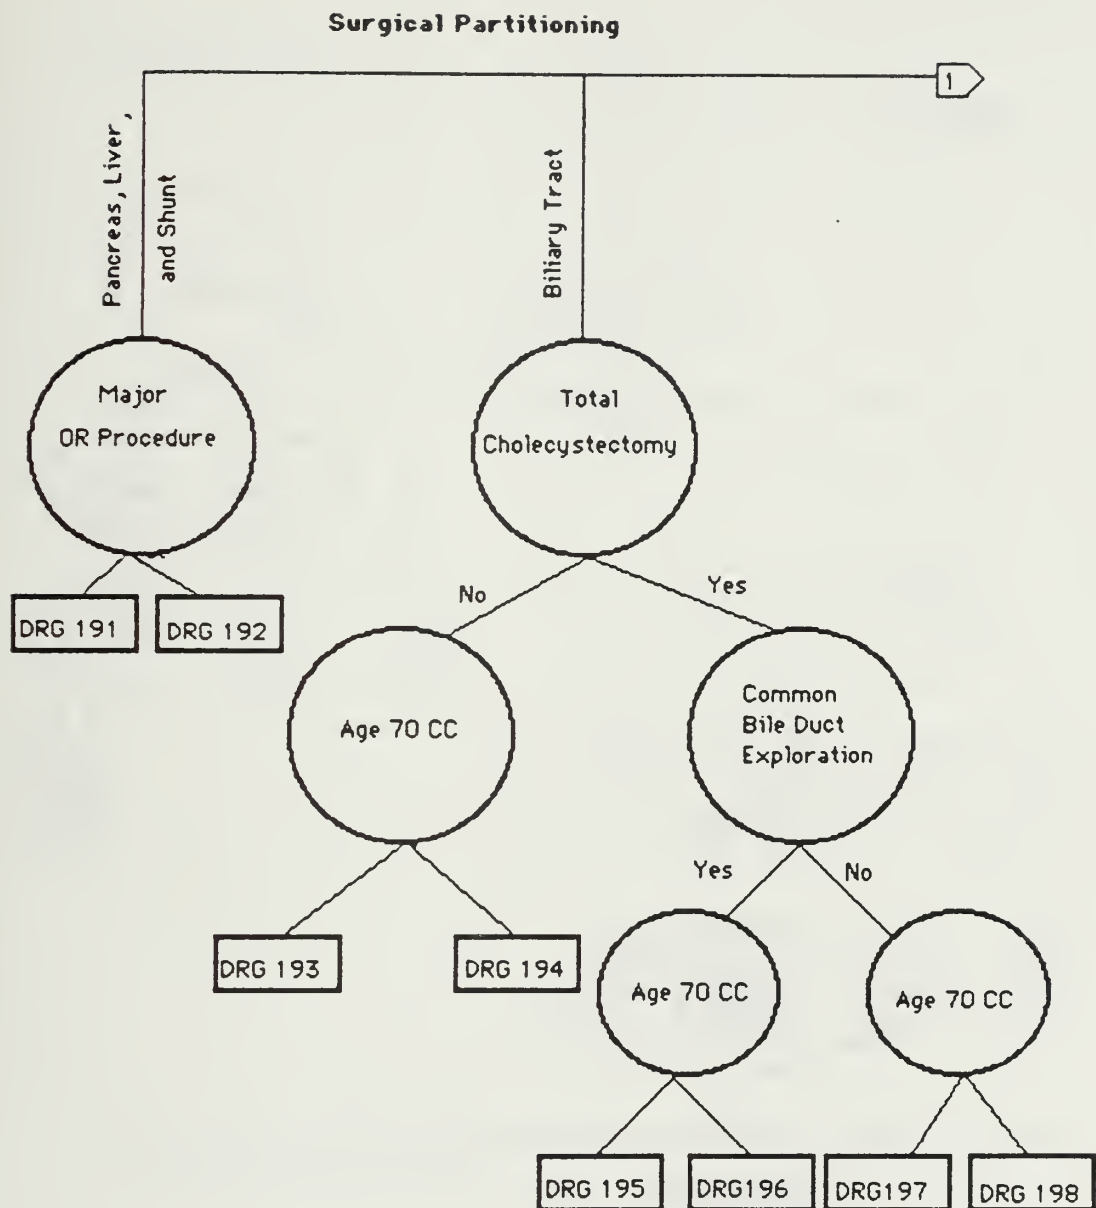 Surgical Partitioning
1
Pancreas, Liver,
and Shunt
Biliary Tract
Major
OR Procedure
Total
Cholecystectomy
DRG 191
DRG 192
No
Yes
Age 70 CC
Common
Bile Duct
Exploration
Yes
No
DRG 193
DRG 194
Age 70 CC
Age 70 CC
DRG 195
DRG196
DRG197
DRG 198